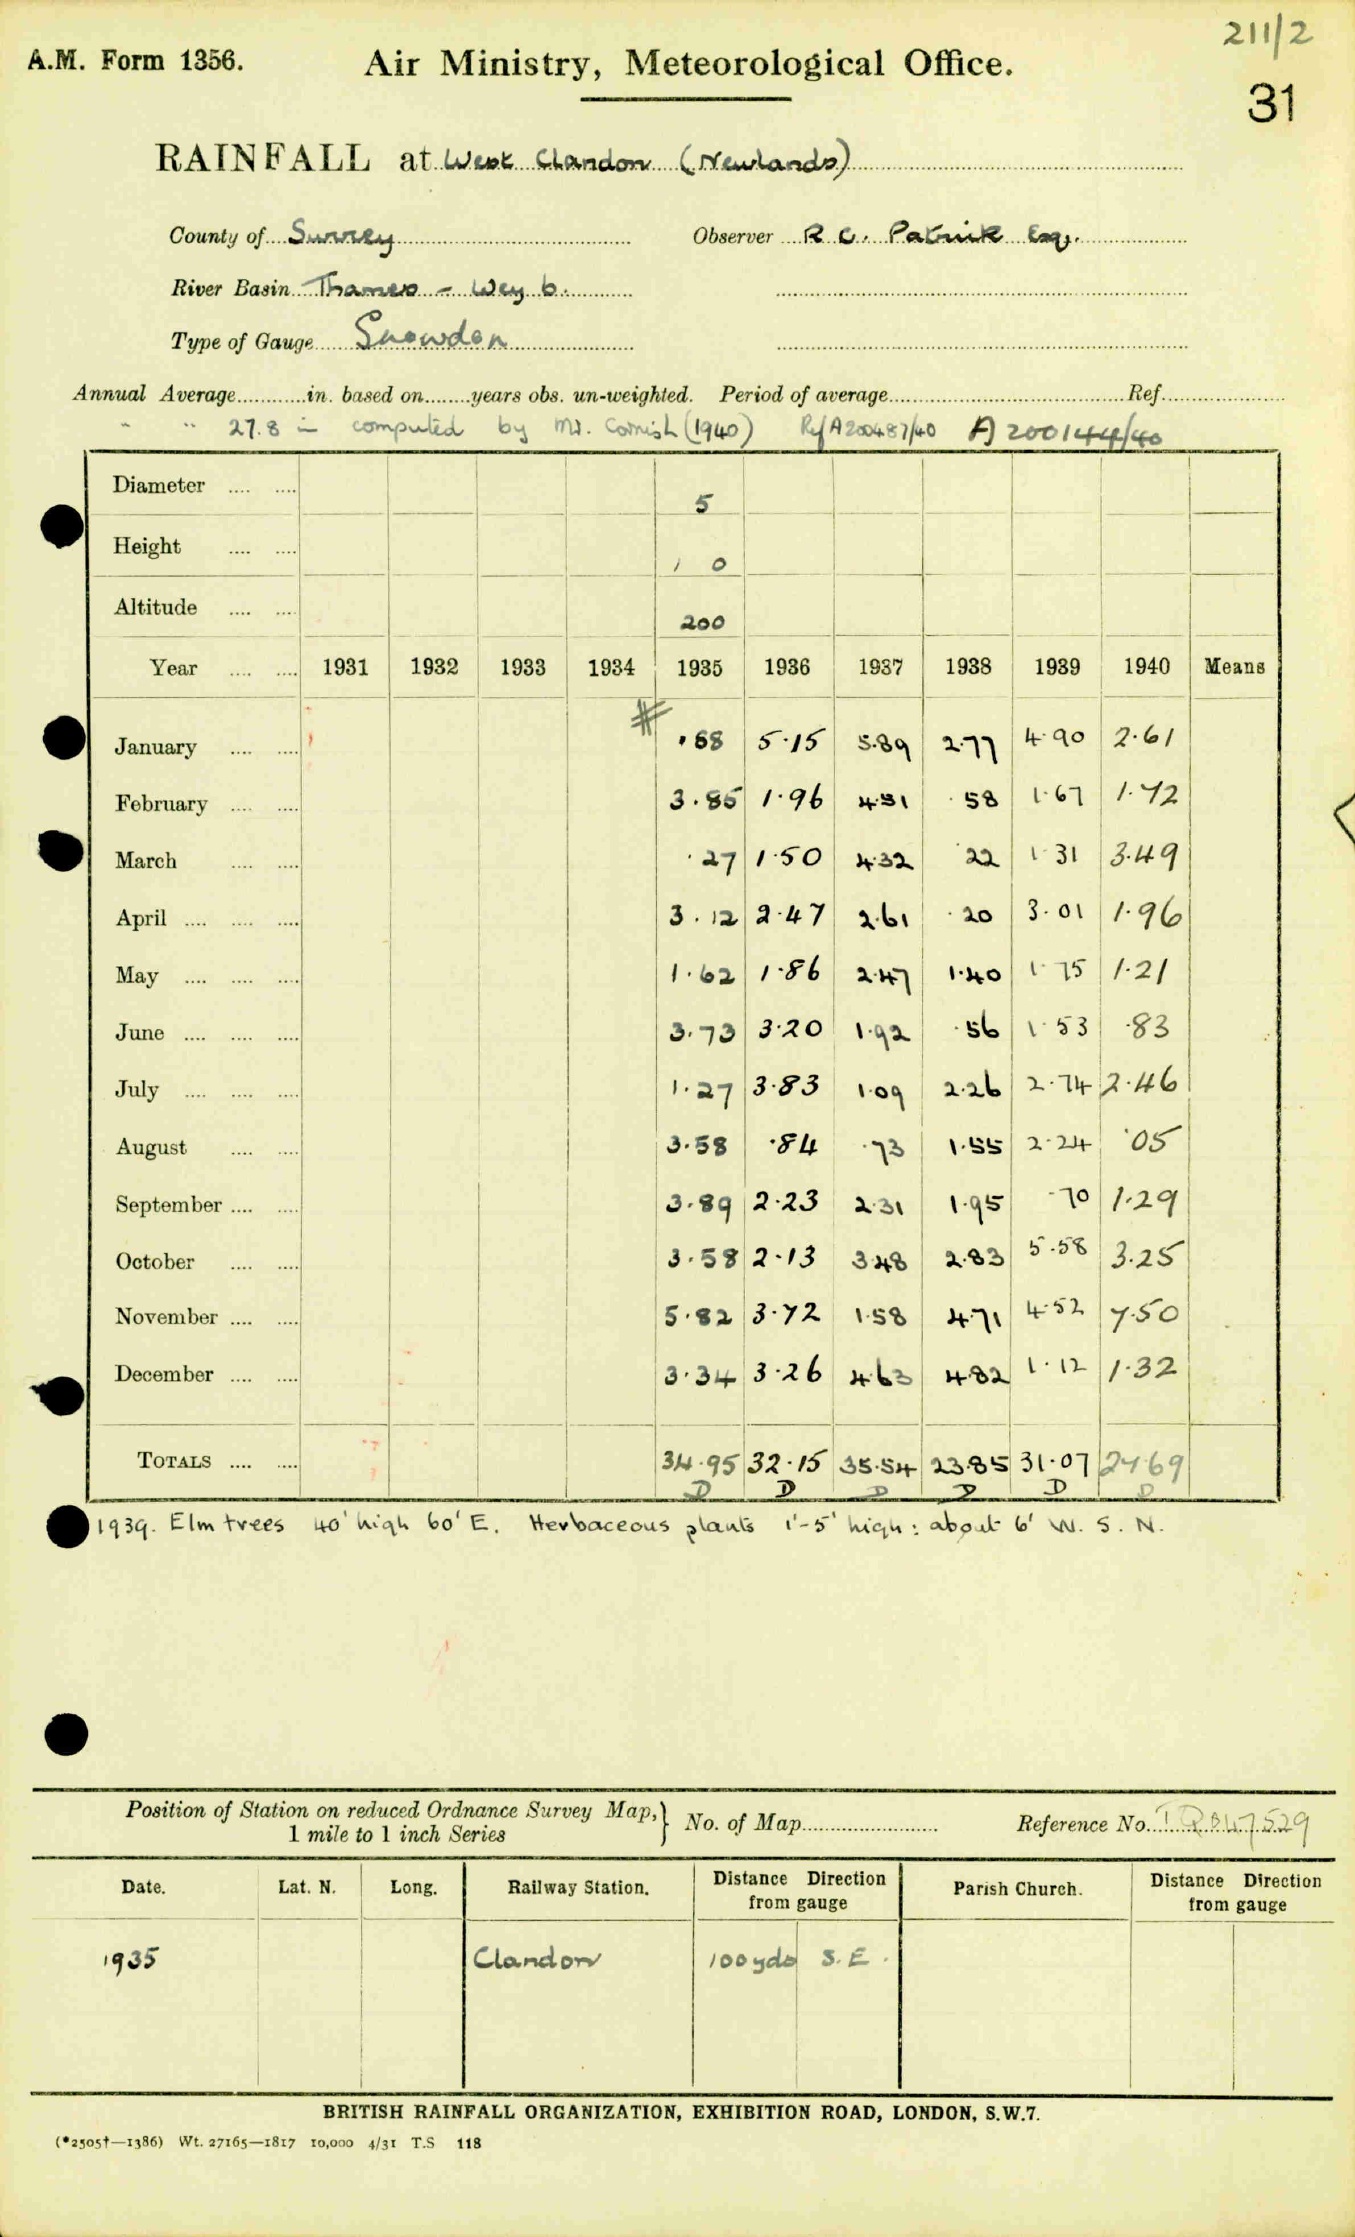 211/2
A.M. Form 1356. Air Ministry, Meteorological Office.
31
RAINFALL at West Clandon (Newlands)
County of Surrey Observer R C. Patrick Esq.
River Basin Thames - Wey b.
Type of Gauge Snowdon
Annual Average in. based on years obs. un-weighted. Period of average Ref.
" " 27.8 in computed by Mr. Cornish (1940) Ref A200487/40 A200144/40
Diameter 5
Height 1 0
Altitude 200
Year 1931 1932 1933 1934 1935 1936 1937 1938 1939 1940 Means
January # .88 5.15 5.89 2.77 4.90 2.61
February 3.85 1.96 4.51 .58 1.67 1.72
March .27 1.50 4.32 .22 1.31 3.49
April 3.12 2.47 2.61 .20 3.01 1.96
May 1.62 1.86 2.47 1.40 1.75 1.21
June 3.73 3.20 1.92 .56 1.53 .83
July 1.27 3.83 1.09 2.26 2.74 2.46
August 3.58 .84 .73 1.55 2.24 .05
September 3.89 2.23 2.31 1.95 .70 1.29
October 3.58 2.13 3.48 2.83 5.58 3.25
November 5.82 3.72 1.58 4.71 4.52 7.50
December 3.34 3.26 4.63 4.82 1.12 1.32
TOTALS 34.95 32.15 35.54 23.85 31.07 27.69
D D D D D D
1939. Elm trees 40' high 60' E. Herbaceous plants 1'-5' high : about 6' W. S. N.
Position of Station on reduced Ordnance Survey Map,} No. of Map Reference No. TQ047529
1 mile to 1 inch Series
Date. Lat. N. Long. Railway Station. Distance Direction from gauge Parish Church. Distance Direction from gauge
1935 Clandon 100 yds S.E.
BRITISH RAINFALL ORGANIZATION, EXHIBITION ROAD, LONDON, S.W.7.
(*2505†—1386) Wt. 27165—1817 10,000 4/31 T.S 118